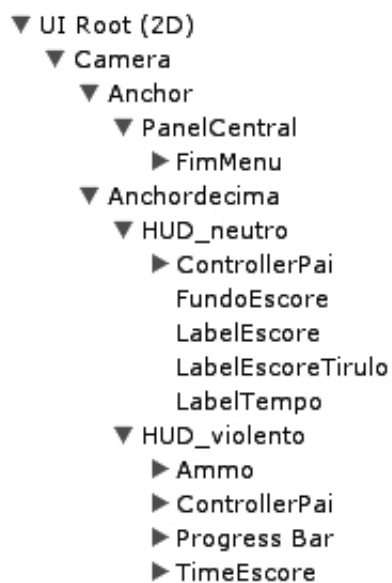 UI Root (2D)
Camera
Anchor
PanelCentral
FimMenu
Anchordecima
HUD_neutro
ControllerPai
FundoEscore
LabelEscore
LabelEscoreTirulo
LabelTempo
HUD_violento
Ammo
ControllerPai
Progress Bar
TimeEscore